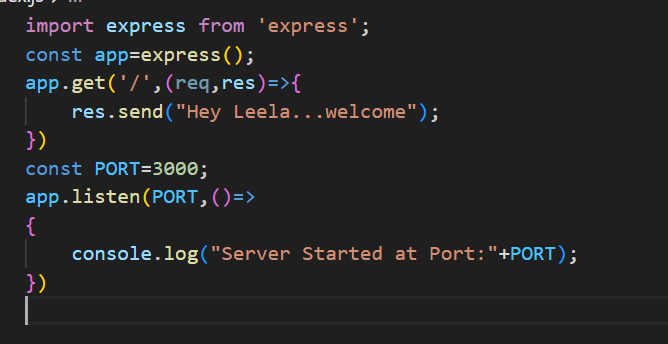 import express from 'express';
const app=express();
app.get('/',(req,res)=>{
    res.send("Hey Leela...welcome");
})
const PORT=3000;
app.listen(PORT,()=>
{
    console.log("Server Started at Port:"+PORT);
})